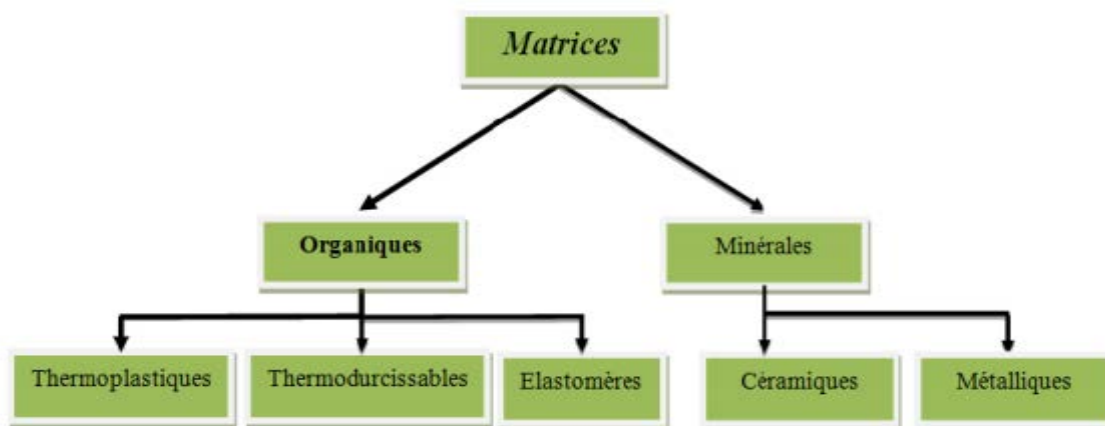 Matrices
Organiques
Minérales
Thermoplastiques
Thermodurcissables
Elastomères
Céramiques
Métalliques